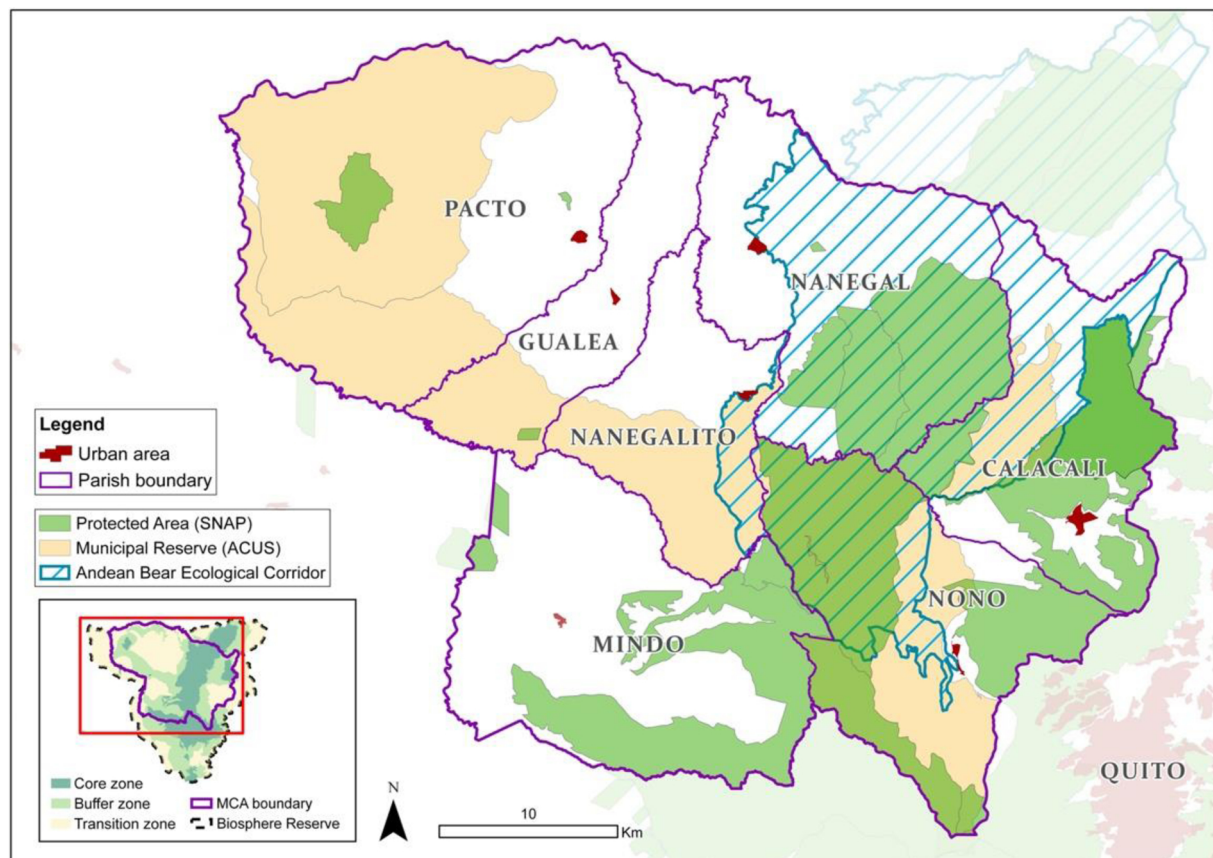 PACTO
NANEGAL
GUALEA
NANEGALITO
CALACALI
NONO
MINDO
QUITO
Legend
Urban area
Parish boundary
Protected Area (SNAP)
Municipal Reserve (ACUS)
Andean Bear Ecological Corridor
Core zone
Buffer zone
Transition zone
MCA boundary
Biosphere Reserve
N
10
Km